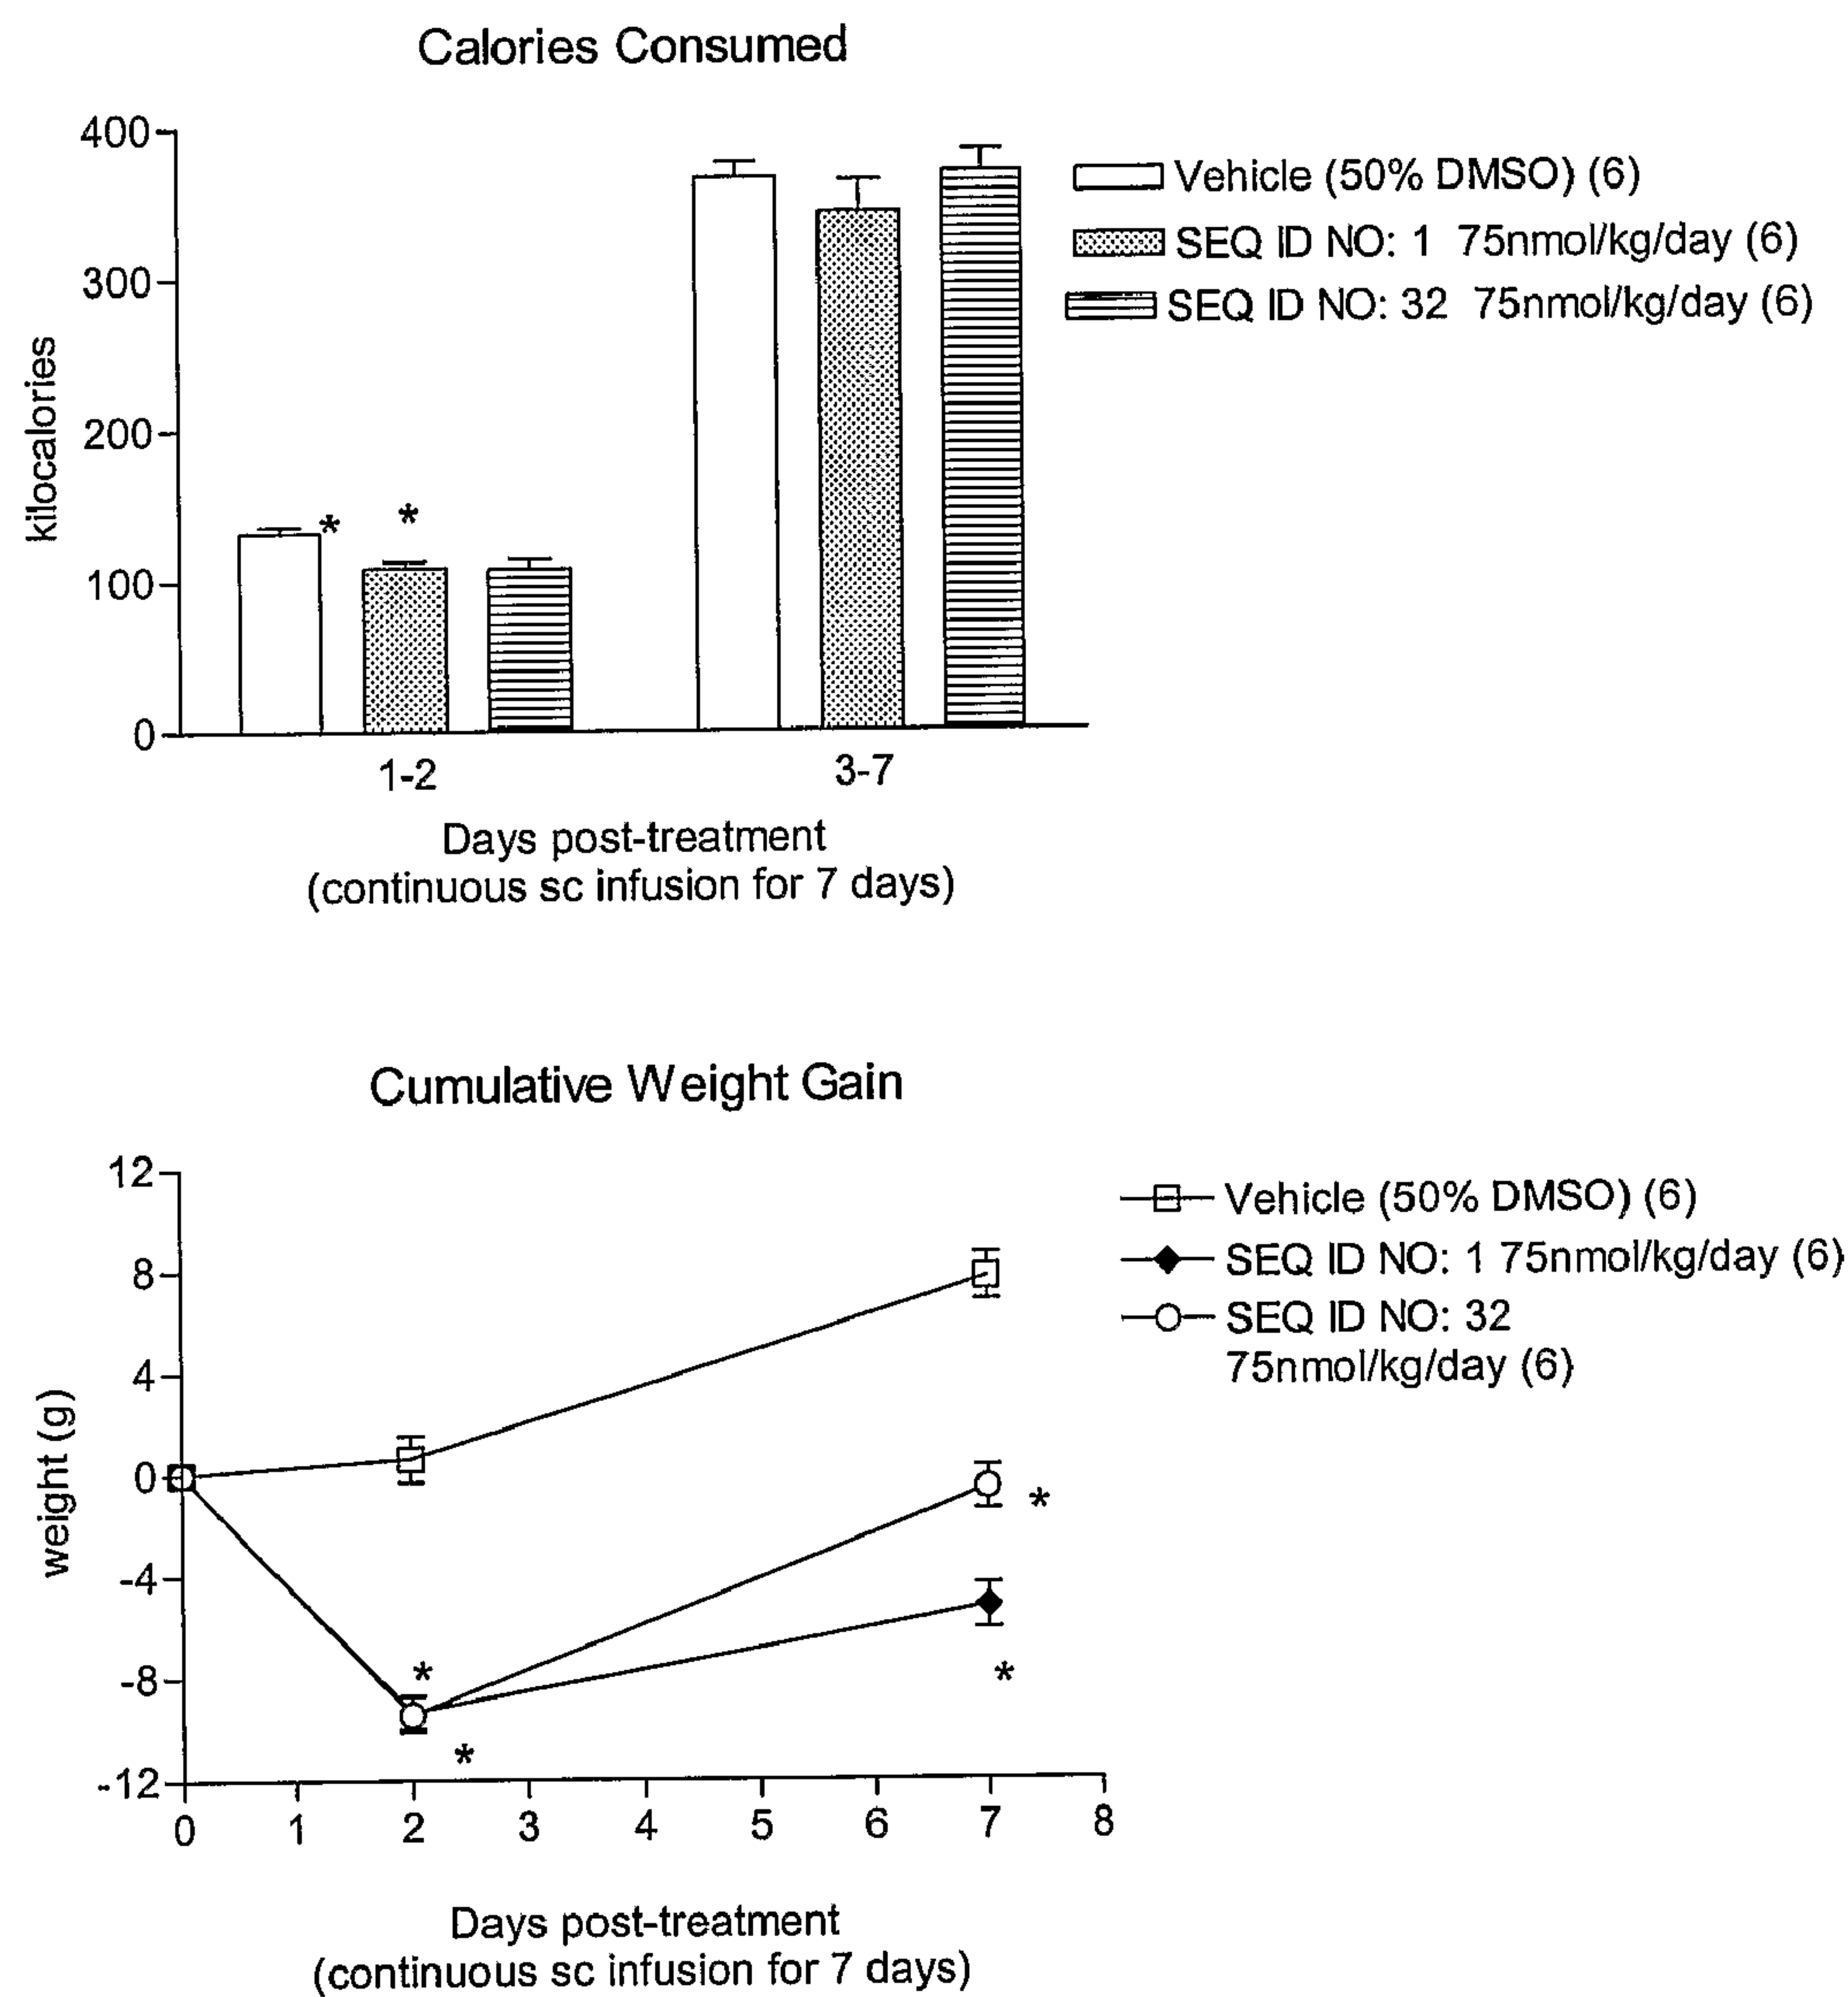 Calories Consumed
400
300
200
100
0
kilocalories
* *
1-2 3-7
Days post-treatment
(continuous sc infusion for 7 days)
Vehicle (50% DMSO) (6)
SEQ ID NO: 1 75nmol/kg/day (6)
SEQ ID NO: 32 75nmol/kg/day (6)
Cumulative Weight Gain
12
8
4
0
-4
-8
-12
weight (g)
*
*
*
*
0 1 2 3 4 5 6 7 8
Days post-treatment
(continuous sc infusion for 7 days)
Vehicle (50% DMSO) (6)
SEQ ID NO: 1 75nmol/kg/day (6)
SEQ ID NO: 32
75nmol/kg/day (6)